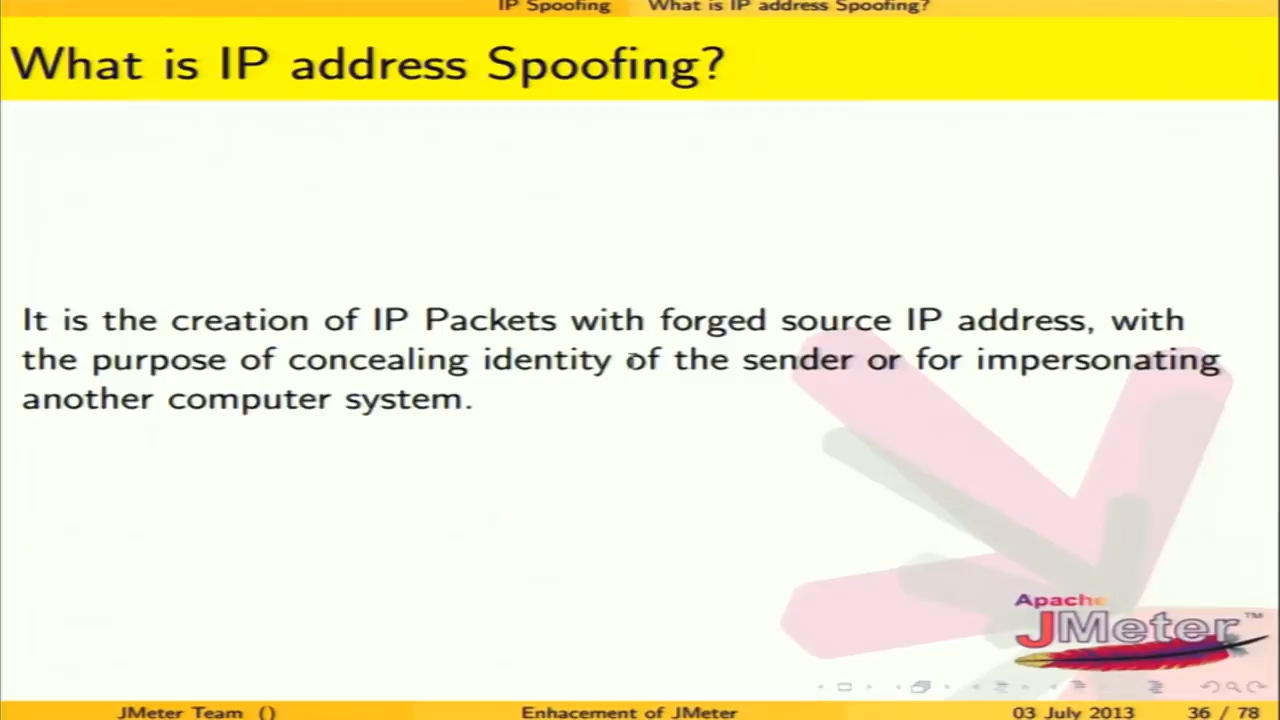 IP Spoofing What is IP address Spoofing?
What is IP address Spoofing?
It is the creation of IP Packets with forged source IP address, with
the purpose of concealing identity of the sender or for impersonating
another computer system.
Apache
JMeter™
JMeter Team () Enhacement of JMeter 03 July 2013 36 / 78